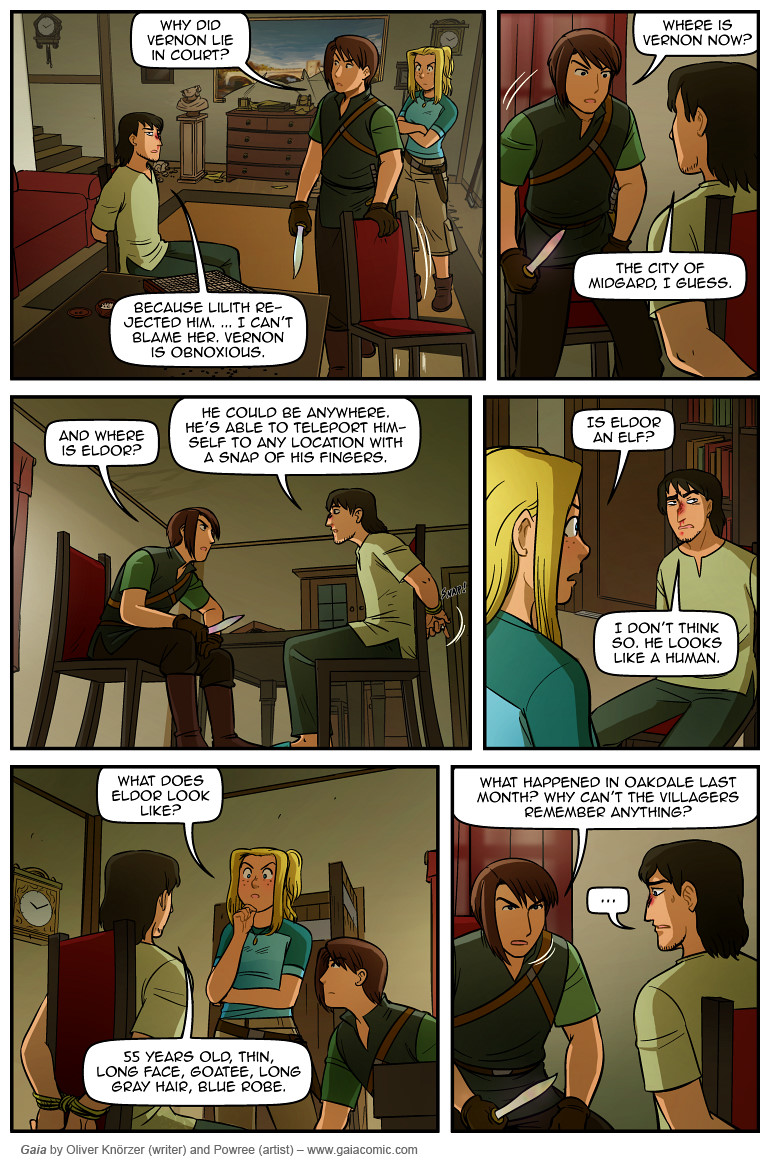 WHY DID
VERNON LIE
IN COURT?
BECAUSE LILITH RE-
JECTED HIM. ... I CAN'T
BLAME HER. VERNON
IS OBNOXIOUS.
WHERE IS
VERNON NOW?
THE CITY OF
MIDGARD, I GUESS.
AND WHERE
IS ELDOR?
HE COULD BE ANYWHERE.
HE'S ABLE TO TELEPORT HIM-
SELF TO ANY LOCATION WITH
A SNAP OF HIS FINGERS.
SNAP!
IS ELDOR
AN ELF?
I DON'T THINK
SO. HE LOOKS
LIKE A HUMAN.
WHAT DOES
ELDOR LOOK
LIKE?
55 YEARS OLD, THIN,
LONG FACE, GOATEE, LONG
GRAY HAIR, BLUE ROBE.
WHAT HAPPENED IN OAKDALE LAST
MONTH? WHY CAN'T THE VILLAGERS
REMEMBER ANYTHING?
...
Gaia by Oliver Knörzer (writer) and Powree (artist) – www.gaiacomic.com